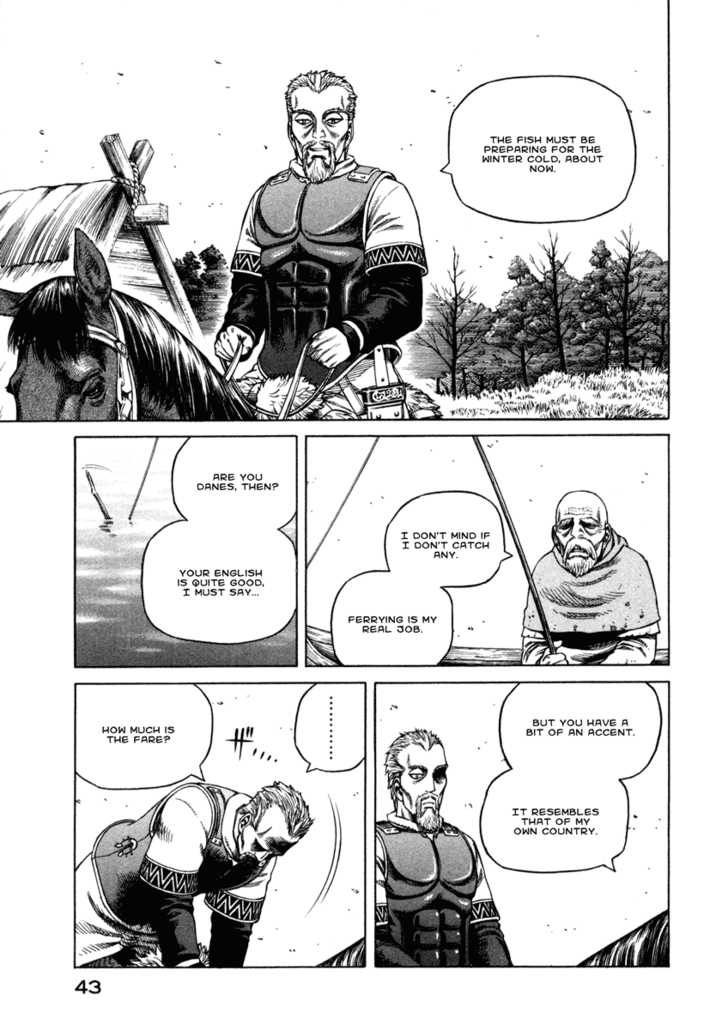 THE FISH MUST BE
PREPARING FOR THE
WINTER COLD, ABOUT
NOW.
I DON'T MIND IF
I DON'T CATCH
ANY.
FERRYING IS MY
REAL JOB.
ARE YOU
DANES, THEN?
YOUR ENGLISH
IS QUITE GOOD,
I MUST SAY...
BUT YOU HAVE A
BIT OF AN ACCENT.
IT RESEMBLES
THAT OF MY
OWN COUNTRY.
.........
ザ....
HOW MUCH IS
THE FARE?
43